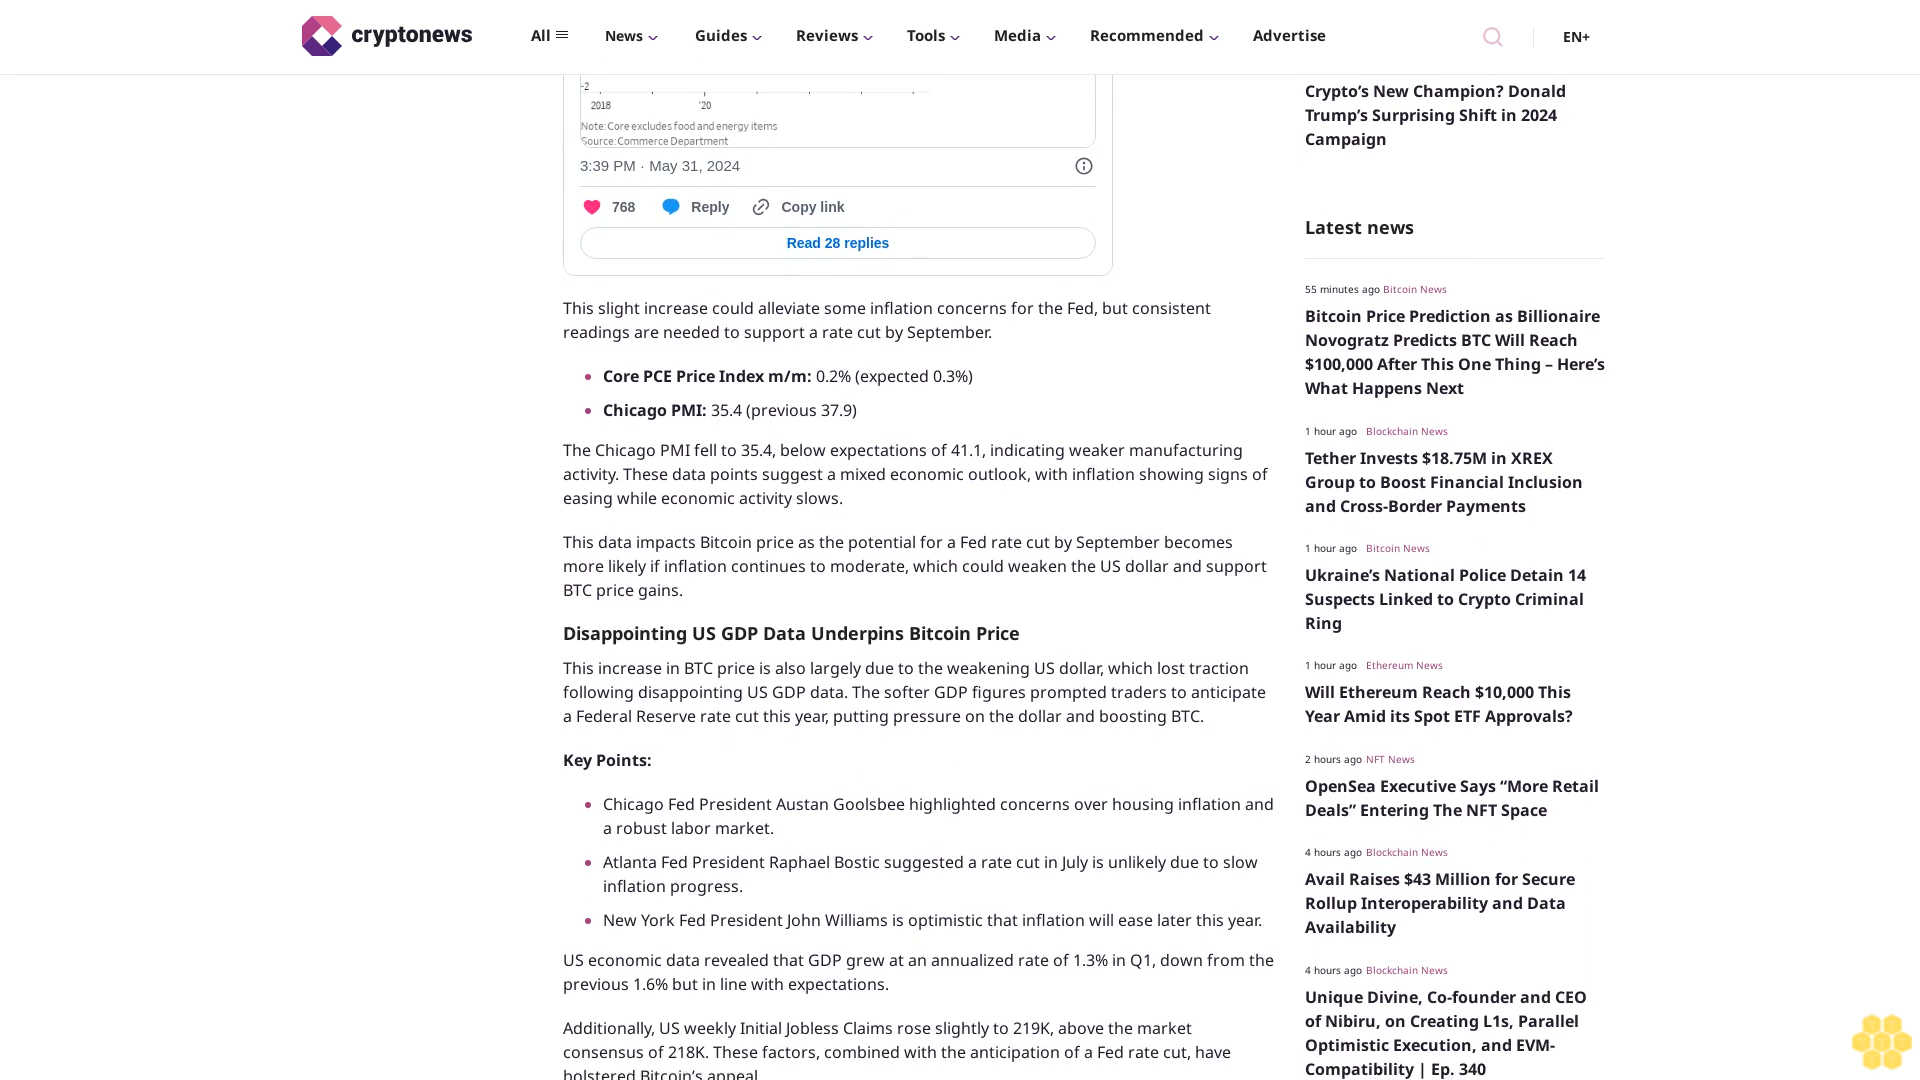 cryptonews
All
News
Guides
Reviews
Tools
Media
Recommended
Advertise
EN+
-2
2018
'20
Note: Core excludes food and energy items
Source: Commerce Department
3:39 PM · May 31, 2024
768
Reply
Copy link
Read 28 replies
This slight increase could alleviate some inflation concerns for the Fed, but consistent
readings are needed to support a rate cut by September.
Core PCE Price Index m/m: 0.2% (expected 0.3%)
Chicago PMI: 35.4 (previous 37.9)
The Chicago PMI fell to 35.4, below expectations of 41.1, indicating weaker manufacturing
activity. These data points suggest a mixed economic outlook, with inflation showing signs of
easing while economic activity slows.
This data impacts Bitcoin price as the potential for a Fed rate cut by September becomes
more likely if inflation continues to moderate, which could weaken the US dollar and support
BTC price gains.
Disappointing US GDP Data Underpins Bitcoin Price
This increase in BTC price is also largely due to the weakening US dollar, which lost traction
following disappointing US GDP data. The softer GDP figures prompted traders to anticipate
a Federal Reserve rate cut this year, putting pressure on the dollar and boosting BTC.
Key Points:
Chicago Fed President Austan Goolsbee highlighted concerns over housing inflation and
a robust labor market.
Atlanta Fed President Raphael Bostic suggested a rate cut in July is unlikely due to slow
inflation progress.
New York Fed President John Williams is optimistic that inflation will ease later this year.
US economic data revealed that GDP grew at an annualized rate of 1.3% in Q1, down from the
previous 1.6% but in line with expectations.
Additionally, US weekly Initial Jobless Claims rose slightly to 219K, above the market
consensus of 218K. These factors, combined with the anticipation of a Fed rate cut, have
bolstered Bitcoin's appeal.
Crypto's New Champion? Donald
Trump's Surprising Shift in 2024
Campaign
Latest news
55 minutes ago Bitcoin News
Bitcoin Price Prediction as Billionaire
Novogratz Predicts BTC Will Reach
$100,000 After This One Thing – Here's
What Happens Next
1 hour ago Blockchain News
Tether Invests $18.75M in XREX
Group to Boost Financial Inclusion
and Cross-Border Payments
1 hour ago Bitcoin News
Ukraine's National Police Detain 14
Suspects Linked to Crypto Criminal
Ring
1 hour ago Ethereum News
Will Ethereum Reach $10,000 This
Year Amid its Spot ETF Approvals?
2 hours ago NFT News
OpenSea Executive Says “More Retail
Deals” Entering The NFT Space
4 hours ago Blockchain News
Avail Raises $43 Million for Secure
Rollup Interoperability and Data
Availability
4 hours ago Blockchain News
Unique Divine, Co-founder and CEO
of Nibiru, on Creating L1s, Parallel
Optimistic Execution, and EVM-
Compatibility | Ep. 340